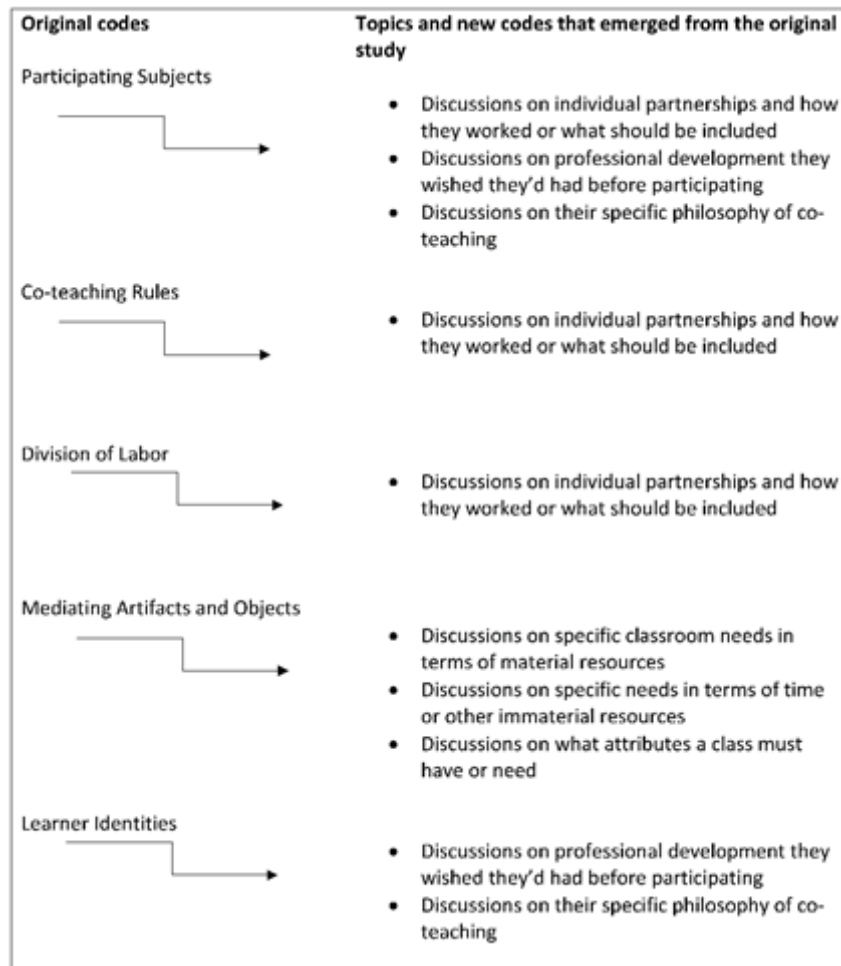 Original codes
Topics and new codes that emerged from the original
study
Participating Subjects
• Discussions on individual partnerships and how
they worked or what should be included
• Discussions on professional development they
wished they'd had before participating
• Discussions on their specific philosophy of co-
teaching
Co-teaching Rules
• Discussions on individual partnerships and how
they worked or what should be included
Division of Labor
• Discussions on individual partnerships and how
they worked or what should be included
Mediating Artifacts and Objects
• Discussions on specific classroom needs in
terms of material resources
• Discussions on specific needs in terms of time
or other immaterial resources
• Discussions on what attributes a class must
have or need
Learner Identities
• Discussions on professional development they
wished they'd had before participating
• Discussions on their specific philosophy of co-
teaching